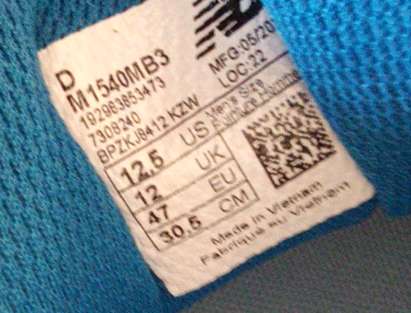 D
M1540MB3
192983853473
7308240
BPZKJ8412 KZW
MFG:05/20
LOC:22
12,5 US Men's Size
12 UK
47 EU
30,5 CM
Made in Vietnam
Fabriqué au Vietnam